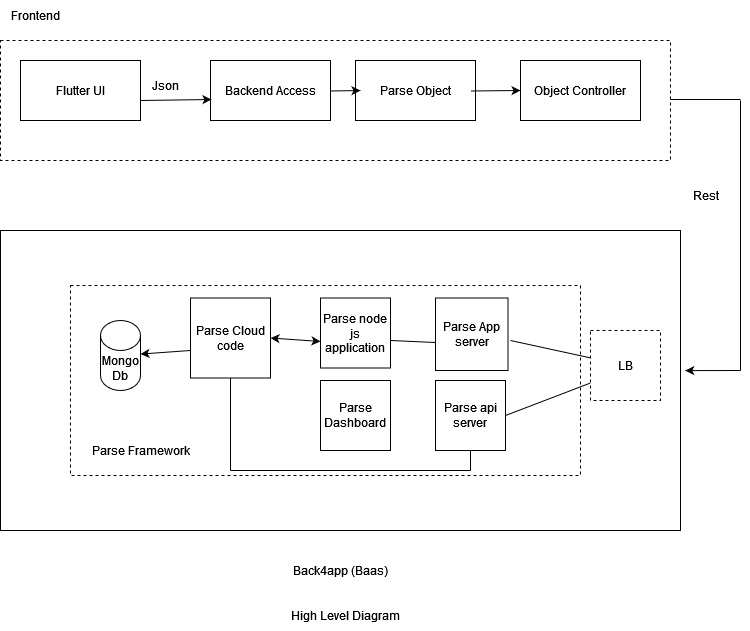 Frontend
Flutter UI
Json
Backend Access
Parse Object
Object Controller
Rest
Parse Cloud
code
Parse node
js
application
Parse App
server
Mongo
Db
LB
Parse
Dashboard
Parse api
server
Parse Framework
Back4app (Baas)
High Level Diagram